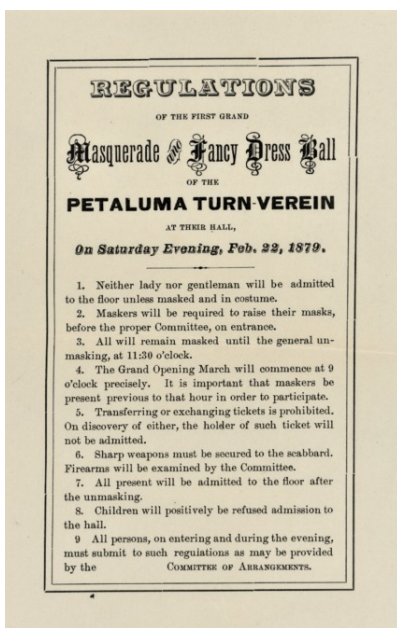 REGULATIONS
OF THE FIRST GRAND
Masquerade AND Fancy Dress Ball
OF THE
PETALUMA TURN-VEREIN
AT THEIR HALL,
On Saturday Evening, Feb. 22, 1879.
1. Neither lady nor gentleman will be admitted
to the floor unless masked and in costume.
2. Maskers will be required to raise their masks,
before the proper Committee, on entrance.
3. All will remain masked until the general un-
masking, at 11:30 o'clock.
4. The Grand Opening March will commence at 9
o'clock precisely. It is important that maskers be
present previous to that hour in order to participate.
5. Transferring or exchanging tickets is prohibited.
On discovery of either, the holder of such ticket will
not be admitted.
6. Sharp weapons must be secured to the scabbard.
Firearms will be examined by the Committee.
7. All present will be admitted to the floor after
the unmasking.
8. Children will positively be refused admission to
the hall.
9 All persons, on entering and during the evening,
must submit to such regulations as may be provided
by the COMMITTEE OF ARRANGEMENTS.